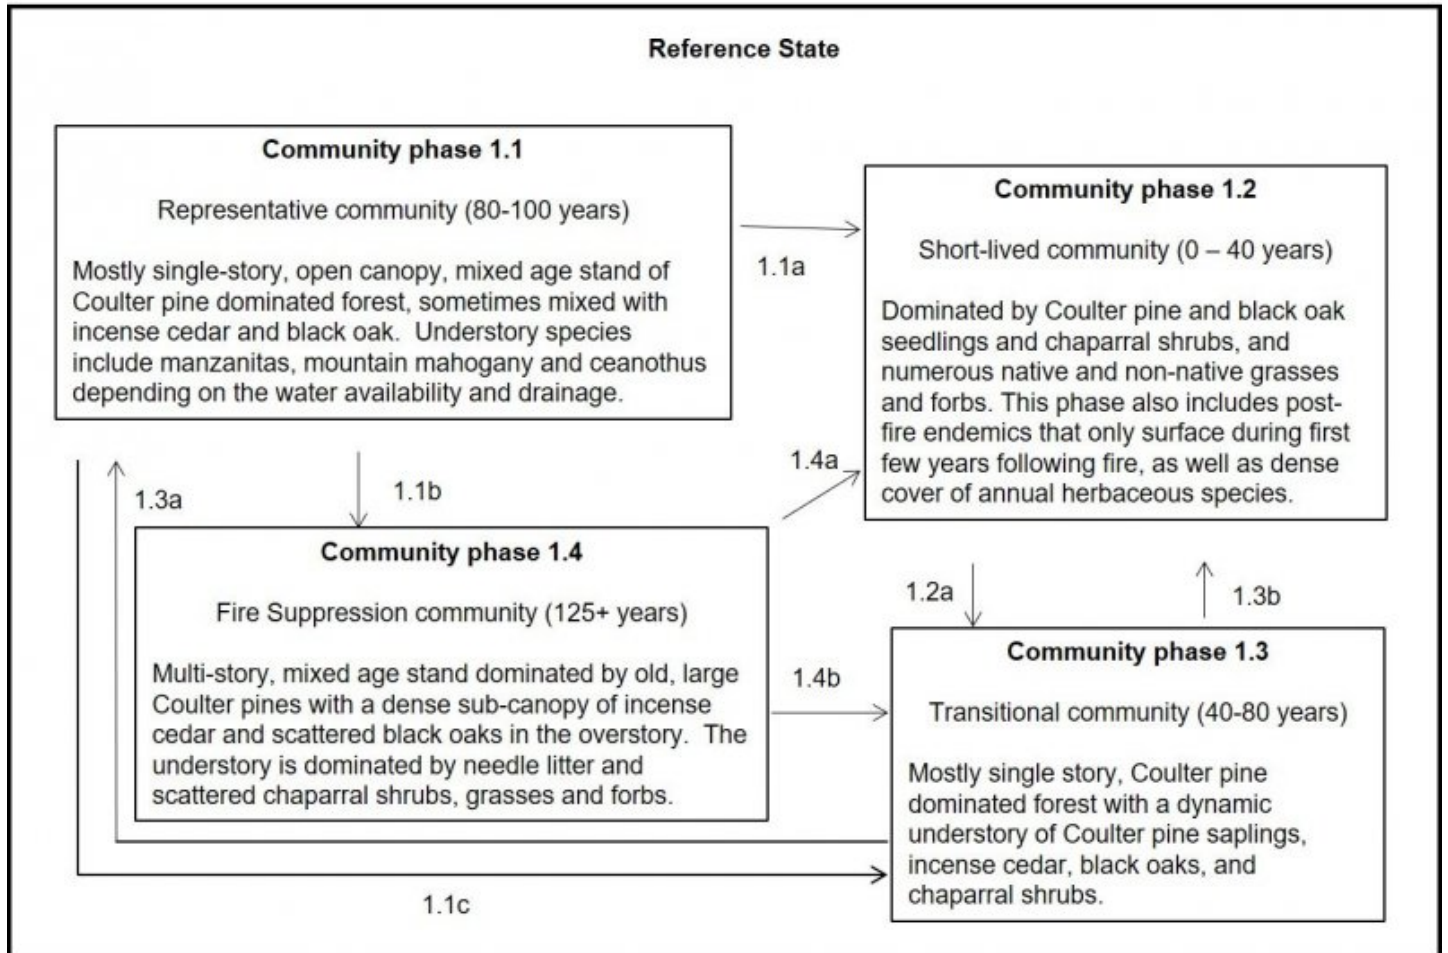 Reference State
Community phase 1.1
Representative community (80-100 years)
Mostly single-story, open canopy, mixed age stand of
Coulter pine dominated forest, sometimes mixed with
incense cedar and black oak.  Understory species
include manzanitas, mountain mahogany and ceanothus
depending on the water availability and drainage.
1.1a
Community phase 1.2
Short-lived community (0 – 40 years)
Dominated by Coulter pine and black oak
seedlings and chaparral shrubs, and
numerous native and non-native grasses
and forbs. This phase also includes post-
fire endemics that only surface during first
few years following fire, as well as dense
cover of annual herbaceous species.
1.3a
1.1b
1.4a
Community phase 1.4
Fire Suppression community (125+ years)
Multi-story, mixed age stand dominated by old, large
Coulter pines with a dense sub-canopy of incense
cedar and scattered black oaks in the overstory.  The
understory is dominated by needle litter and
scattered chaparral shrubs, grasses and forbs.
1.2a
1.3b
1.4b
Community phase 1.3
Transitional community (40-80 years)
Mostly single story, Coulter pine
dominated forest with a dynamic
understory of Coulter pine saplings,
incense cedar, black oaks, and
chaparral shrubs.
1.1c